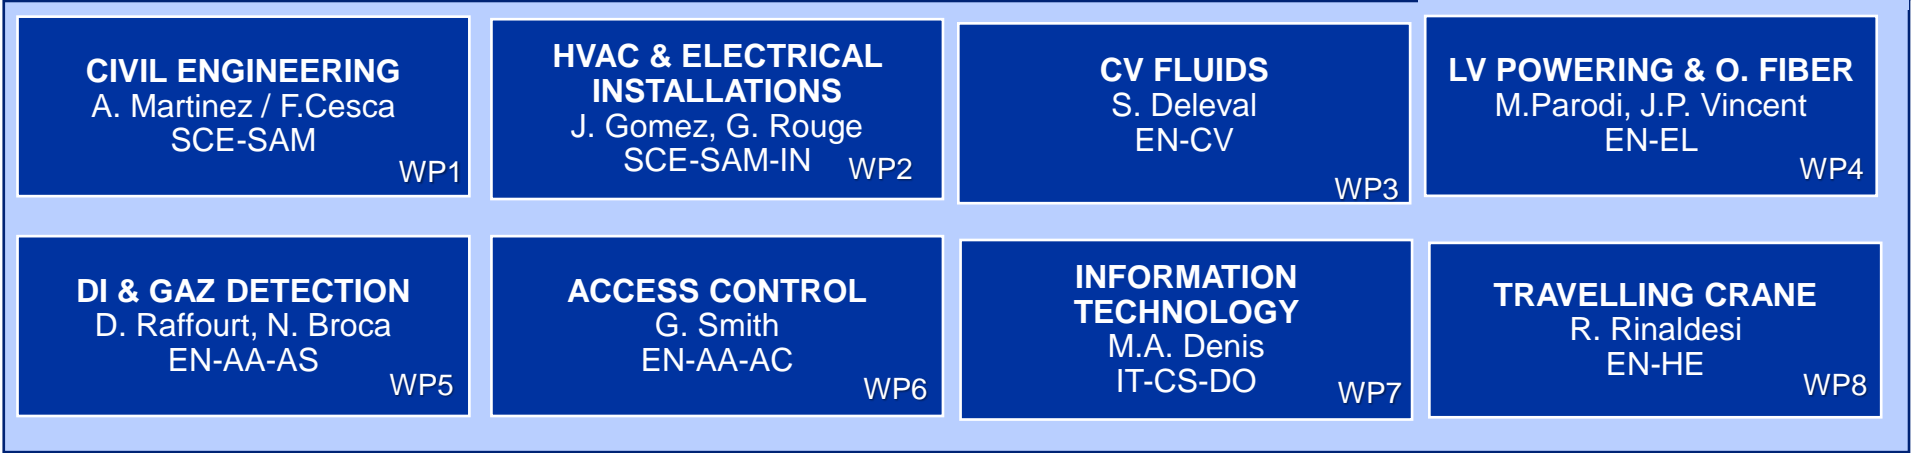 CIVIL ENGINEERING
A. Martinez / F.Cesca
SCE-SAM
WP1
HVAC & ELECTRICAL
INSTALLATIONS
J. Gomez, G. Rouge
SCE-SAM-IN
WP2
CV FLUIDS
S. Deleval
EN-CV
WP3
LV POWERING & O. FIBER
M.Parodi, J.P. Vincent
EN-EL
WP4
DI & GAZ DETECTION
D. Raffourt, N. Broca
EN-AA-AS
WP5
ACCESS CONTROL
G. Smith
EN-AA-AC
WP6
INFORMATION
TECHNOLOGY
M.A. Denis
IT-CS-DO
WP7
TRAVELLING CRANE
R. Rinaldesi
EN-HE
WP8